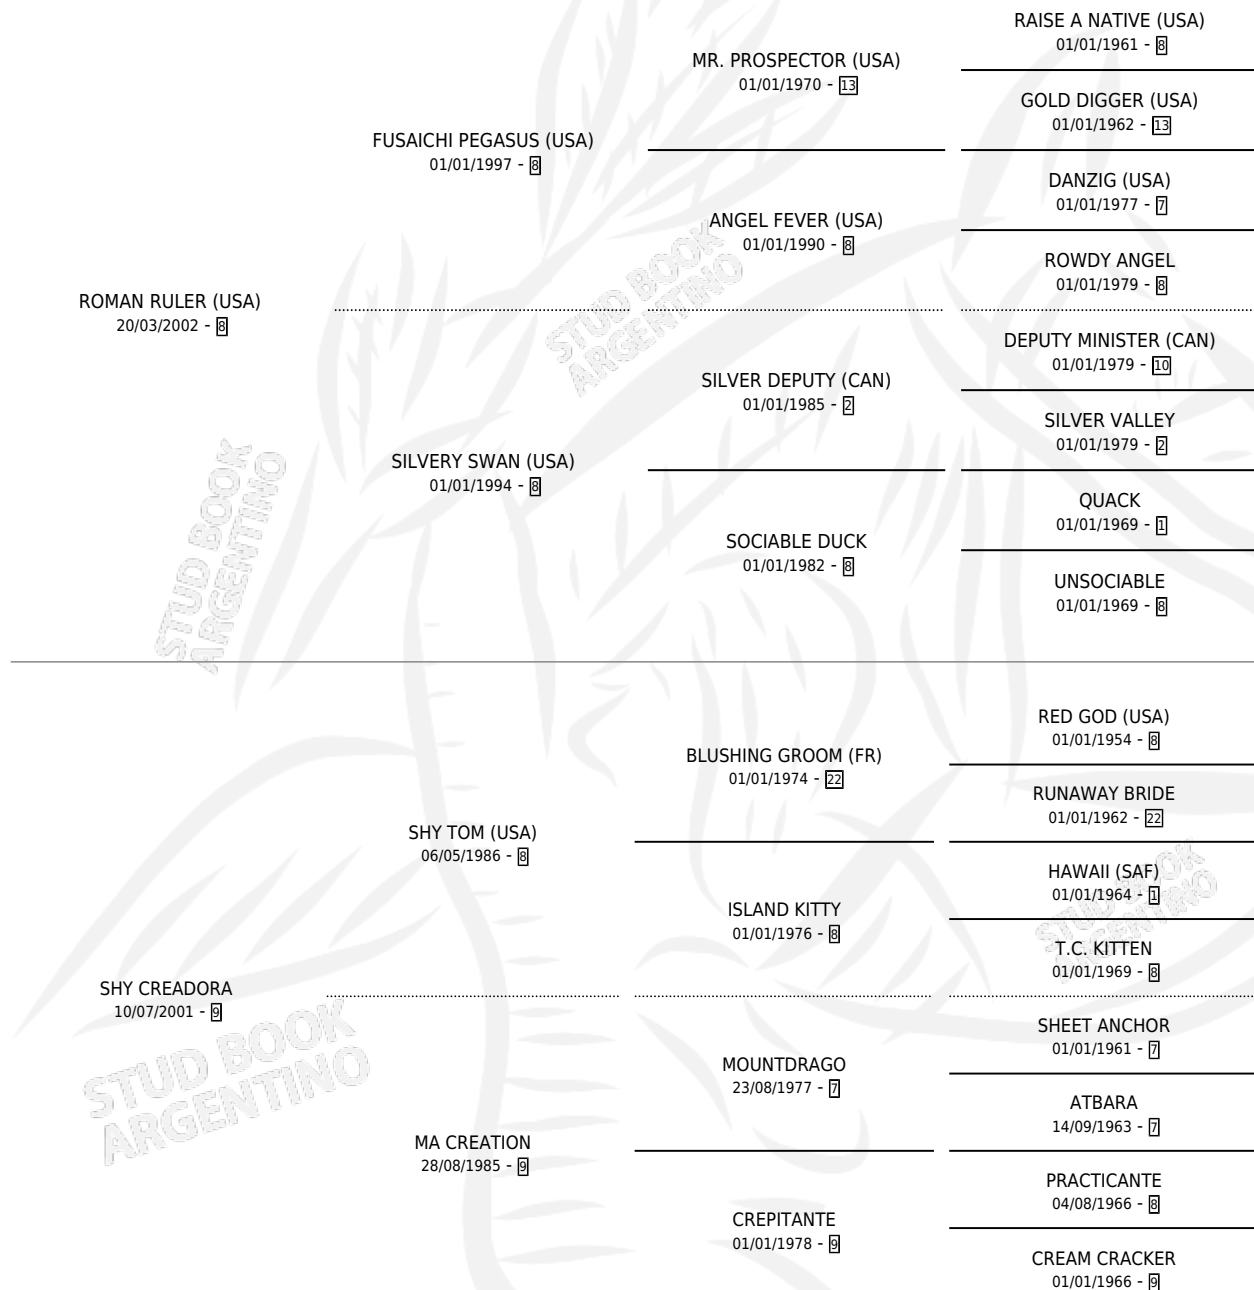 RAISE A NATIVE (USA)
01/01/1961 - 8
MR. PROSPECTOR (USA)
01/01/1970 - 13
GOLD DIGGER (USA)
01/01/1962 - 13
FUSAICHI PEGASUS (USA)
01/01/1997 - 8
DANZIG (USA)
01/01/1977 - 7
ANGEL FEVER (USA)
01/01/1990 - 8
ROWDY ANGEL
01/01/1979 - 8
ROMAN RULER (USA)
20/03/2002 - 8
DEPUTY MINISTER (CAN)
01/01/1979 - 10
SILVER DEPUTY (CAN)
01/01/1985 - 2
SILVER VALLEY
01/01/1979 - 2
SILVERY SWAN (USA)
01/01/1994 - 8
QUACK
01/01/1969 - 1
SOCIABLE DUCK
01/01/1982 - 8
UNSOCIABLE
01/01/1969 - 8
RED GOD (USA)
01/01/1954 - 8
BLUSHING GROOM (FR)
01/01/1974 - 22
RUNAWAY BRIDE
01/01/1962 - 22
SHY TOM (USA)
06/05/1986 - 8
HAWAII (SAF)
01/01/1964 - 1
ISLAND KITTY
01/01/1976 - 8
T.C. KITTEN
01/01/1969 - 8
SHY CREADORA
10/07/2001 - 9
SHEET ANCHOR
01/01/1961 - 7
MOUNTDRAGO
23/08/1977 - 7
ATBARA
14/09/1963 - 7
MA CREATION
28/08/1985 - 9
PRACTICANTE
04/08/1966 - 8
CREPITANTE
01/01/1978 - 9
CREAM CRACKER
01/01/1966 - 9
STUD BOOK
ARGENTINO
STUD BOOK
ARGENTINO
STUD BOOK
ARGENTINO
STUD BOOK
ARGENTINO